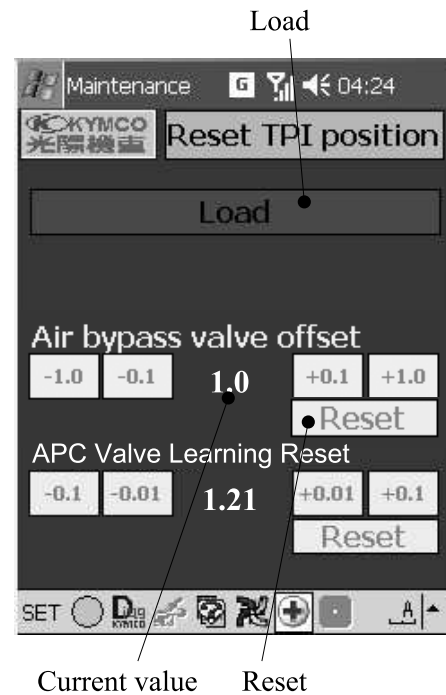 Load
Maintenance G 04:24
KYMCO Reset TPI position
光陽機車
Load
Air bypass valve offset
-1.0 -0.1 1.0 +0.1 +1.0
Reset
APC Valve Learning Reset
-0.1 -0.01 1.21 +0.01 +0.1
Reset
SET Diag A
KYMCO
Current value Reset